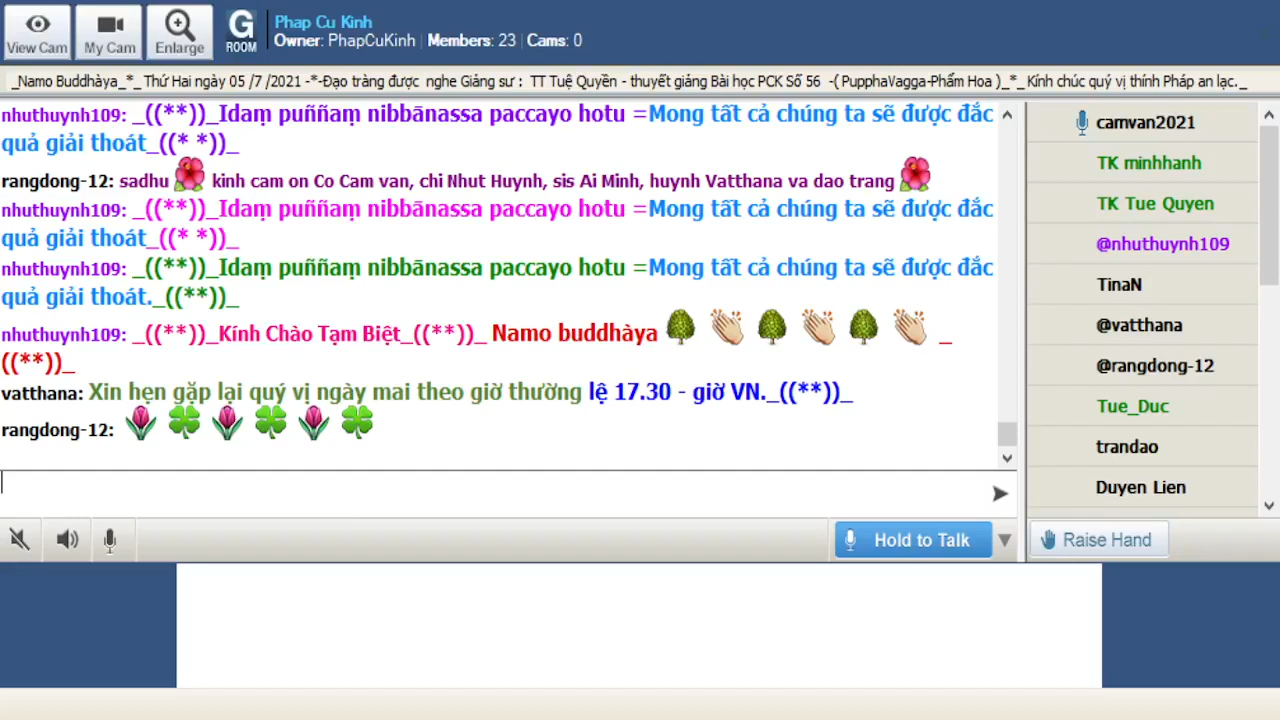 View Cam
My Cam
Enlarge
G
ROOM
Phap Cu Kinh
Owner: PhapCuKinh | Members: 23 | Cams: 0
_Namo Buddhàya_*_ Thứ Hai ngày 05 /7 /2021 -*-Đạo tràng được nghe Giảng sư : TT Tuệ Quyền - thuyết giảng Bài học PCK Số 56 -( PupphaVagga-Phẩm Hoa )_*_ Kính chúc quý vị thính Pháp an lạc._
nhuthuynh109: _((**))_Idaṃ puññaṃ nibbānassa paccayo hotu =Mong tất cả chúng ta sẽ được đắc
quả giải thoát_((* *))_
rangdong-12: sadhu kinh cam on Co Cam van, chi Nhut Huynh, sis Ai Minh, huynh Vatthana va dao trang
nhuthuynh109: _((**))_Idaṃ puññaṃ nibbānassa paccayo hotu =Mong tất cả chúng ta sẽ được đắc
quả giải thoát_((* *))_
nhuthuynh109: _((**))_Idaṃ puññaṃ nibbānassa paccayo hotu =Mong tất cả chúng ta sẽ được đắc
quả giải thoát._((**))_
nhuthuynh109: _((**))_Kính Chào Tạm Biệt_((**))_ Namo buddhàya _
((**))_
vatthana: Xin hẹn gặp lại quý vị ngày mai theo giờ thường lệ 17.30 - giờ VN._((**))_
rangdong-12:
camvan2021
TK minhhanh
TK Tue Quyen
@nhuthuynh109
TinaN
@vatthana
@rangdong-12
Tue_Duc
trandao
Duyen Lien
Hold to Talk
Raise Hand